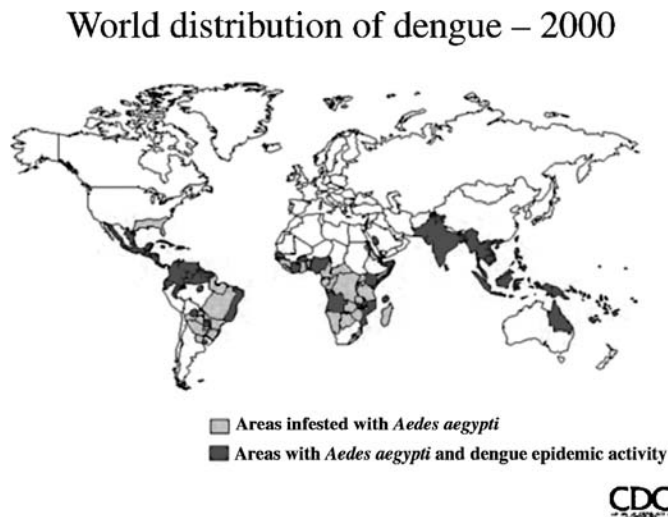 World distribution of dengue – 2000
Areas infested with Aedes aegypti
Areas with Aedes aegypti and dengue epidemic activity
CDC